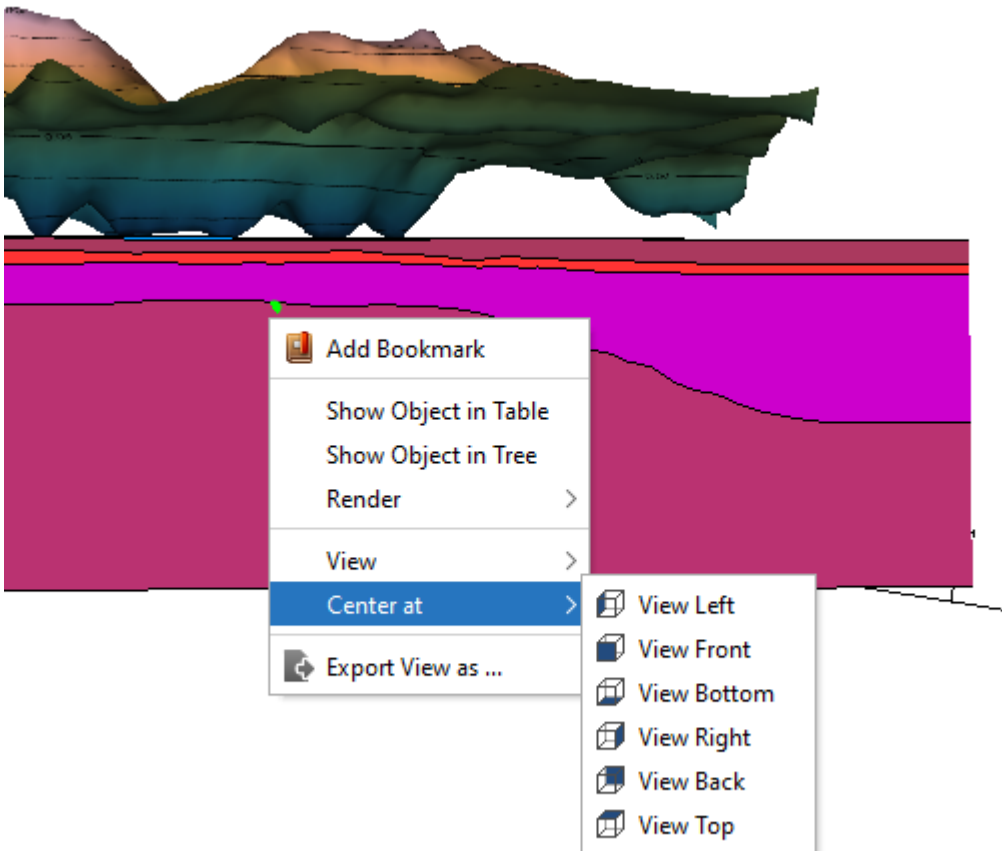 Add Bookmark
Show Object in Table
Show Object in Tree
Render
View
Center at
Export View as ...
View Left
View Front
View Bottom
View Right
View Back
View Top